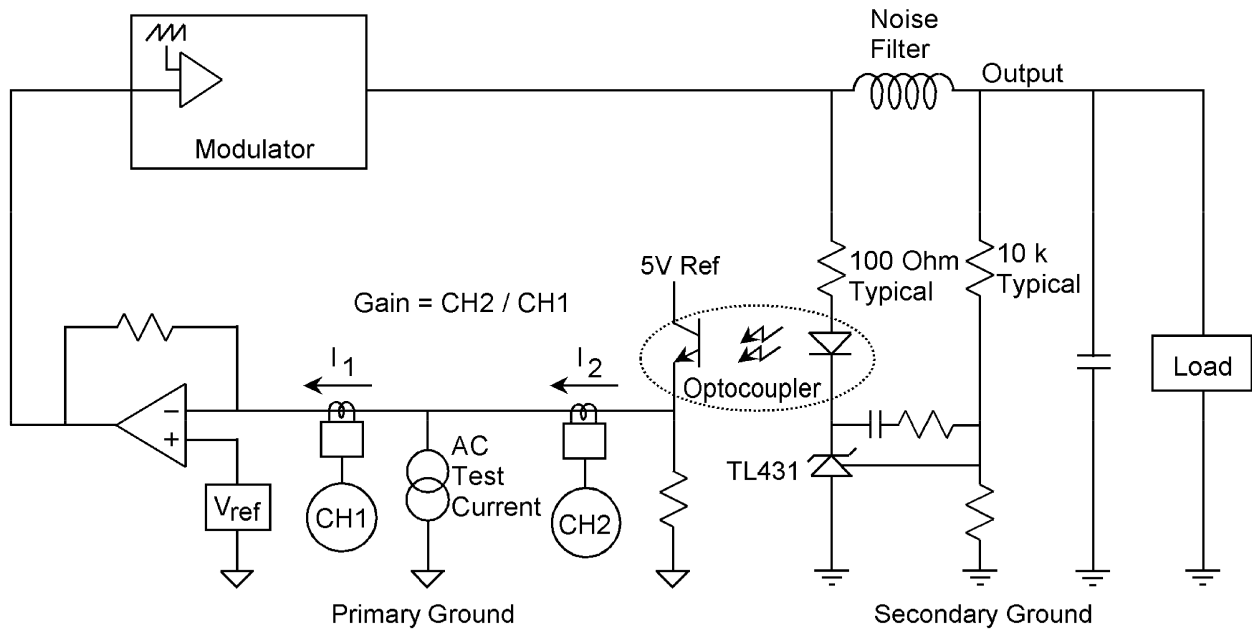 Noise
Filter
Output
Modulator
5V Ref
100 Ohm
Typical
10 k
Typical
Gain = CH2 / CH1
I1
I2
Optocoupler
Load
−
+
AC
Test
Current
TL431
Vref
CH1
CH2
Primary Ground
Secondary Ground